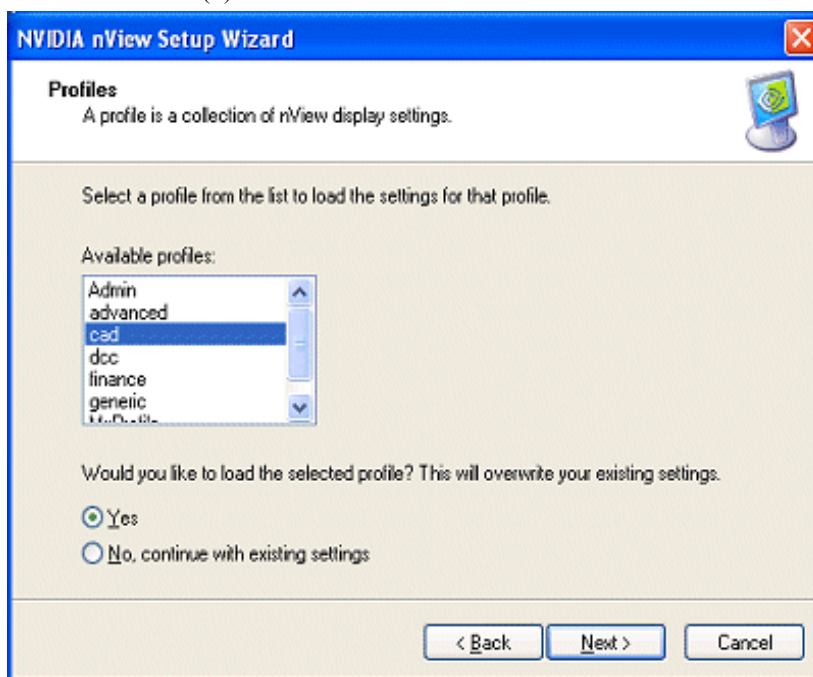 NVIDIA nView Setup Wizard
Profiles
A profile is a collection of nView display settings.
Select a profile from the list to load the settings for that profile.
Available profiles:
Admin
advanced
cad
dcc
finance
generic
Would you like to load the selected profile? This will overwrite your existing settings.
Yes
No, continue with existing settings
< Back
Next >
Cancel